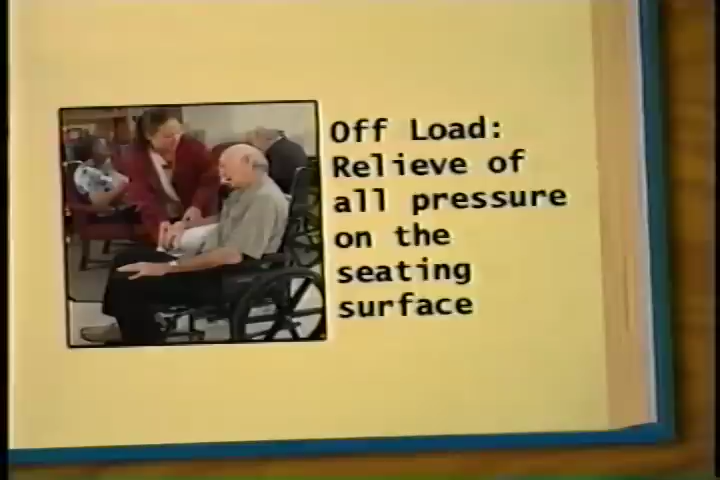 Off Load:
Relieve of
all pressure
on the
seating
surface